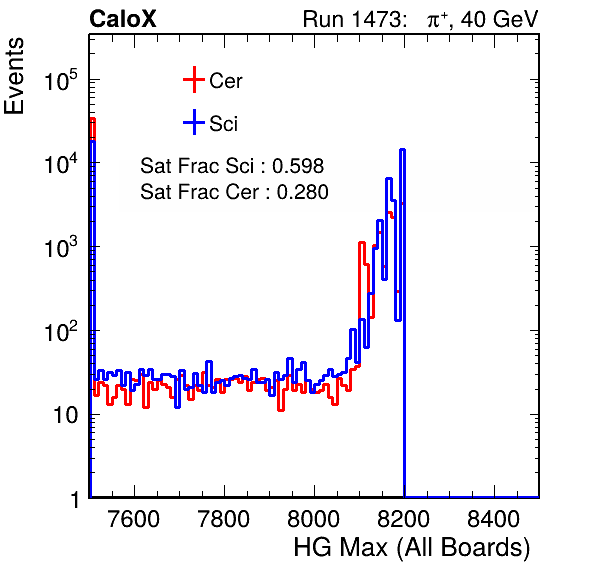 CaloX Run 1473: π⁺, 40 GeV
Events
Cer
Sci
Sat Frac Sci : 0.598
Sat Frac Cer : 0.280
10⁵
10⁴
10³
10²
10
1
7600 7800 8000 8200 8400
HG Max (All Boards)